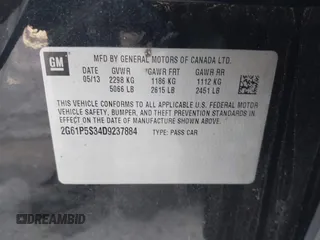 GM
MFD BY GENERAL MOTORS OF CANADA LTD.
DATE GVWR GAWR FRT GAWR RR
05/13 2298 KG 1186 KG 1112 KG
5066 LB 2615 LB 2451 LB
THIS VEHICLE CONFORMS TO ALL APPLICABLE U.S. FEDERAL MOTOR
VEHICLE SAFETY, BUMPER, AND THEFT PREVENTION STANDARDS
IN EFFECT ON THE DATE OF MANUFACTURE SHOWN ABOVE.
2G61P5S34D9237884 TYPE: PASS CAR
DREAMBID